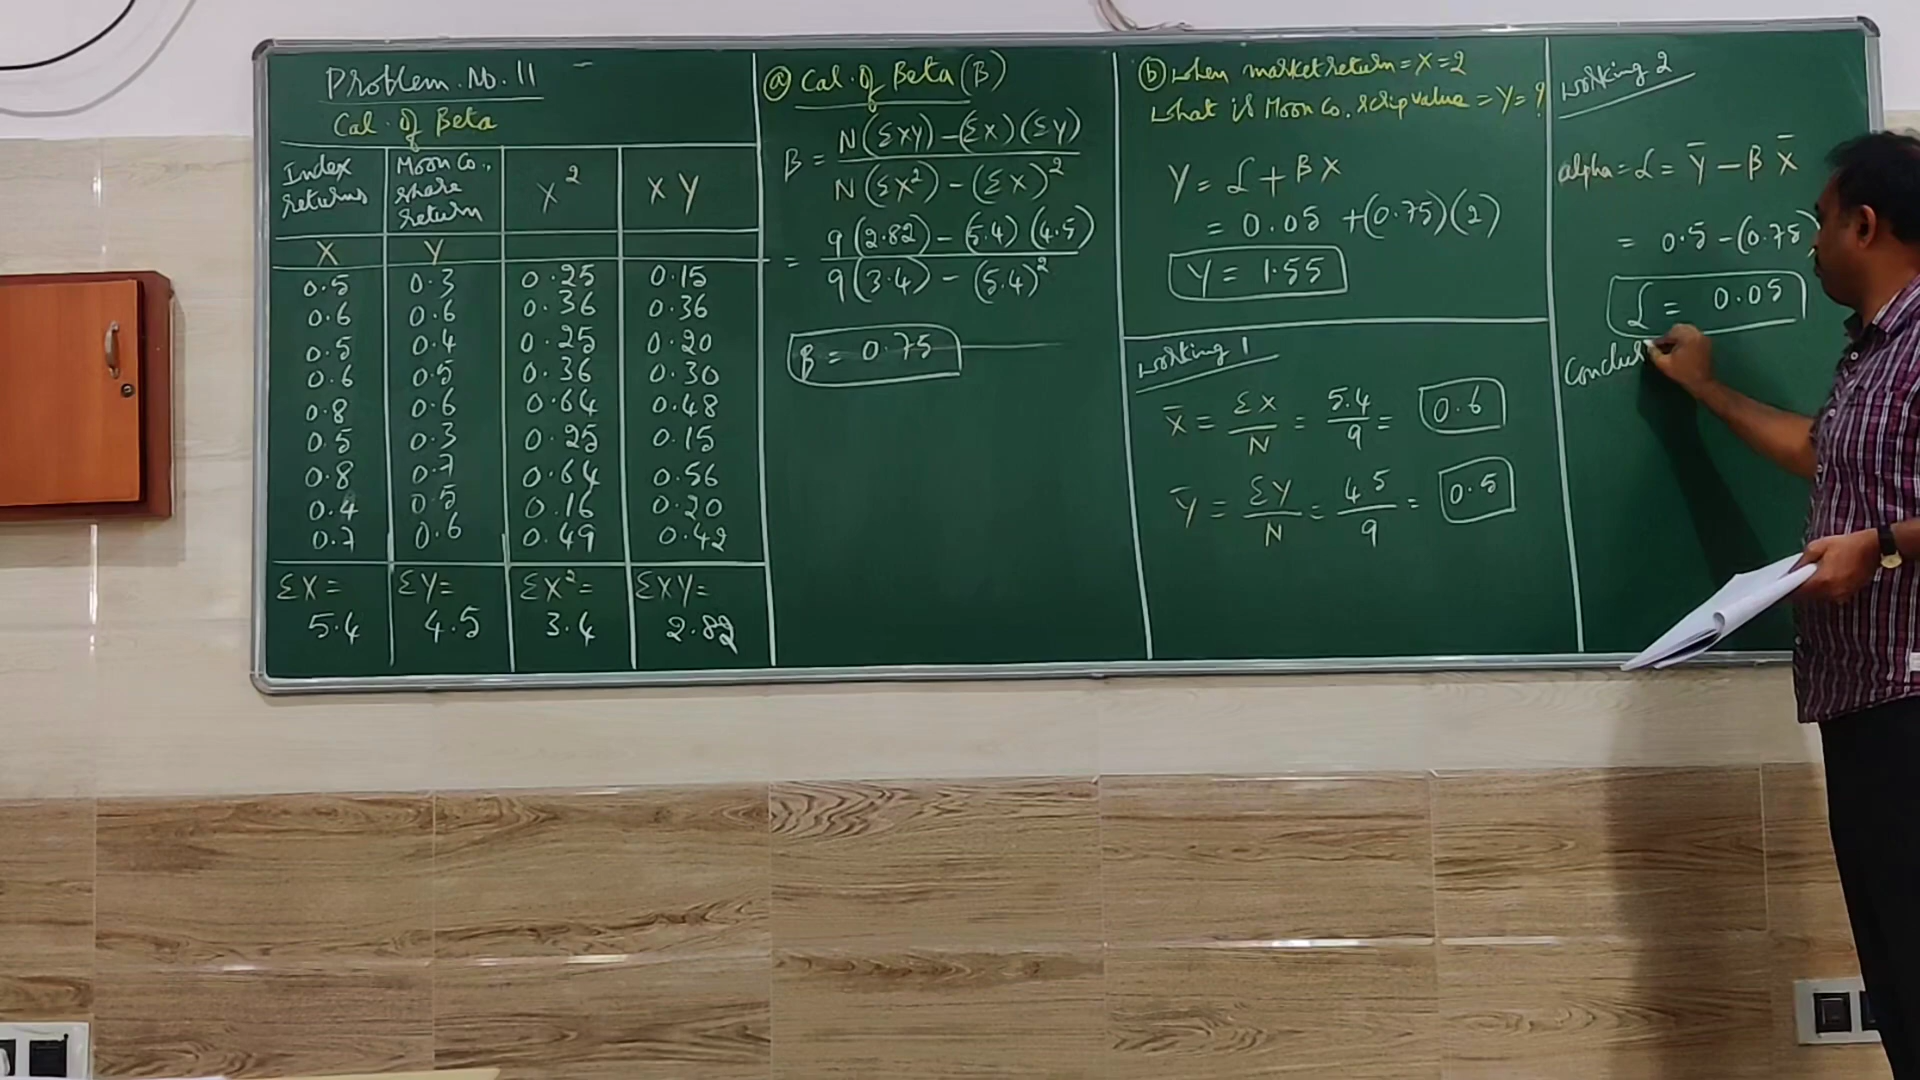 Problem. No. 11
Cal. of Beta
Index returns | Moon Co., share return | X² | XY
X | Y
0.5 | 0.3 | 0.25 | 0.15
0.6 | 0.6 | 0.36 | 0.36
0.5 | 0.4 | 0.25 | 0.20
0.6 | 0.5 | 0.36 | 0.30
0.8 | 0.6 | 0.64 | 0.48
0.5 | 0.3 | 0.25 | 0.15
0.8 | 0.7 | 0.64 | 0.56
0.4 | 0.5 | 0.16 | 0.20
0.7 | 0.6 | 0.49 | 0.42
ΣX = 5.4 | ΣY = 4.5 | ΣX² = 3.4 | ΣXY = 2.82
(a) Cal. of Beta (β)
β = N(ΣXY) – (ΣX)(ΣY) / N(ΣX²) – (ΣX)²
= 9(2.82) – (5.4)(4.5) / 9(3.4) – (5.4)²
β = 0.75
(b) when market return = X = 2
what is Moon Co. scrip value = Y = ?
Y = α + βX
= 0.05 + (0.75)(2)
Y = 1.55
Working 1
X̄ = ΣX / N = 5.4 / 9 = 0.6
Ȳ = ΣY / N = 4.5 / 9 = 0.5
Working 2
alpha = α = Ȳ – β X̄
= 0.5 – (0.75)
α = 0.05